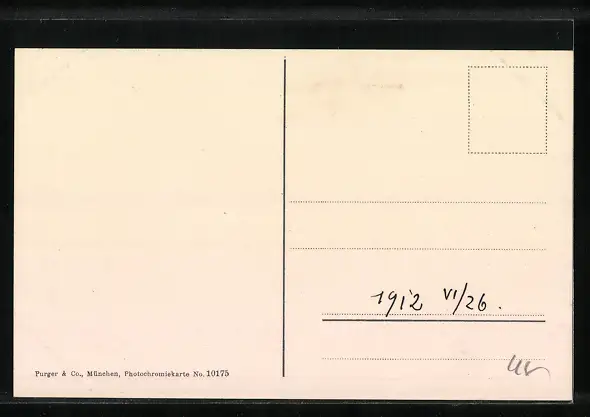 1912 VI/26.
Purger & Co., München, Photochromiekarte No. 10175